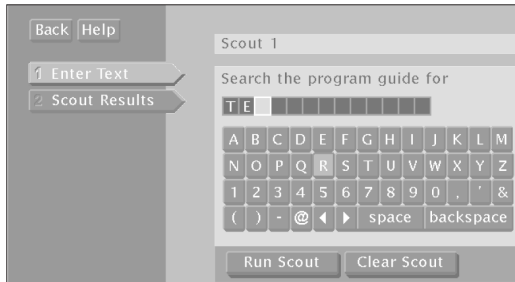 Back Help
Scout 1
1 Enter Text
2 Scout Results
Search the program guide for
TE
A B C D E F G H I J K L M
N O P Q R S T U V W X Y Z
1 2 3 4 5 6 7 8 9 0 . ' &
( ) - @ ◀ ▶ space backspace
Run Scout Clear Scout